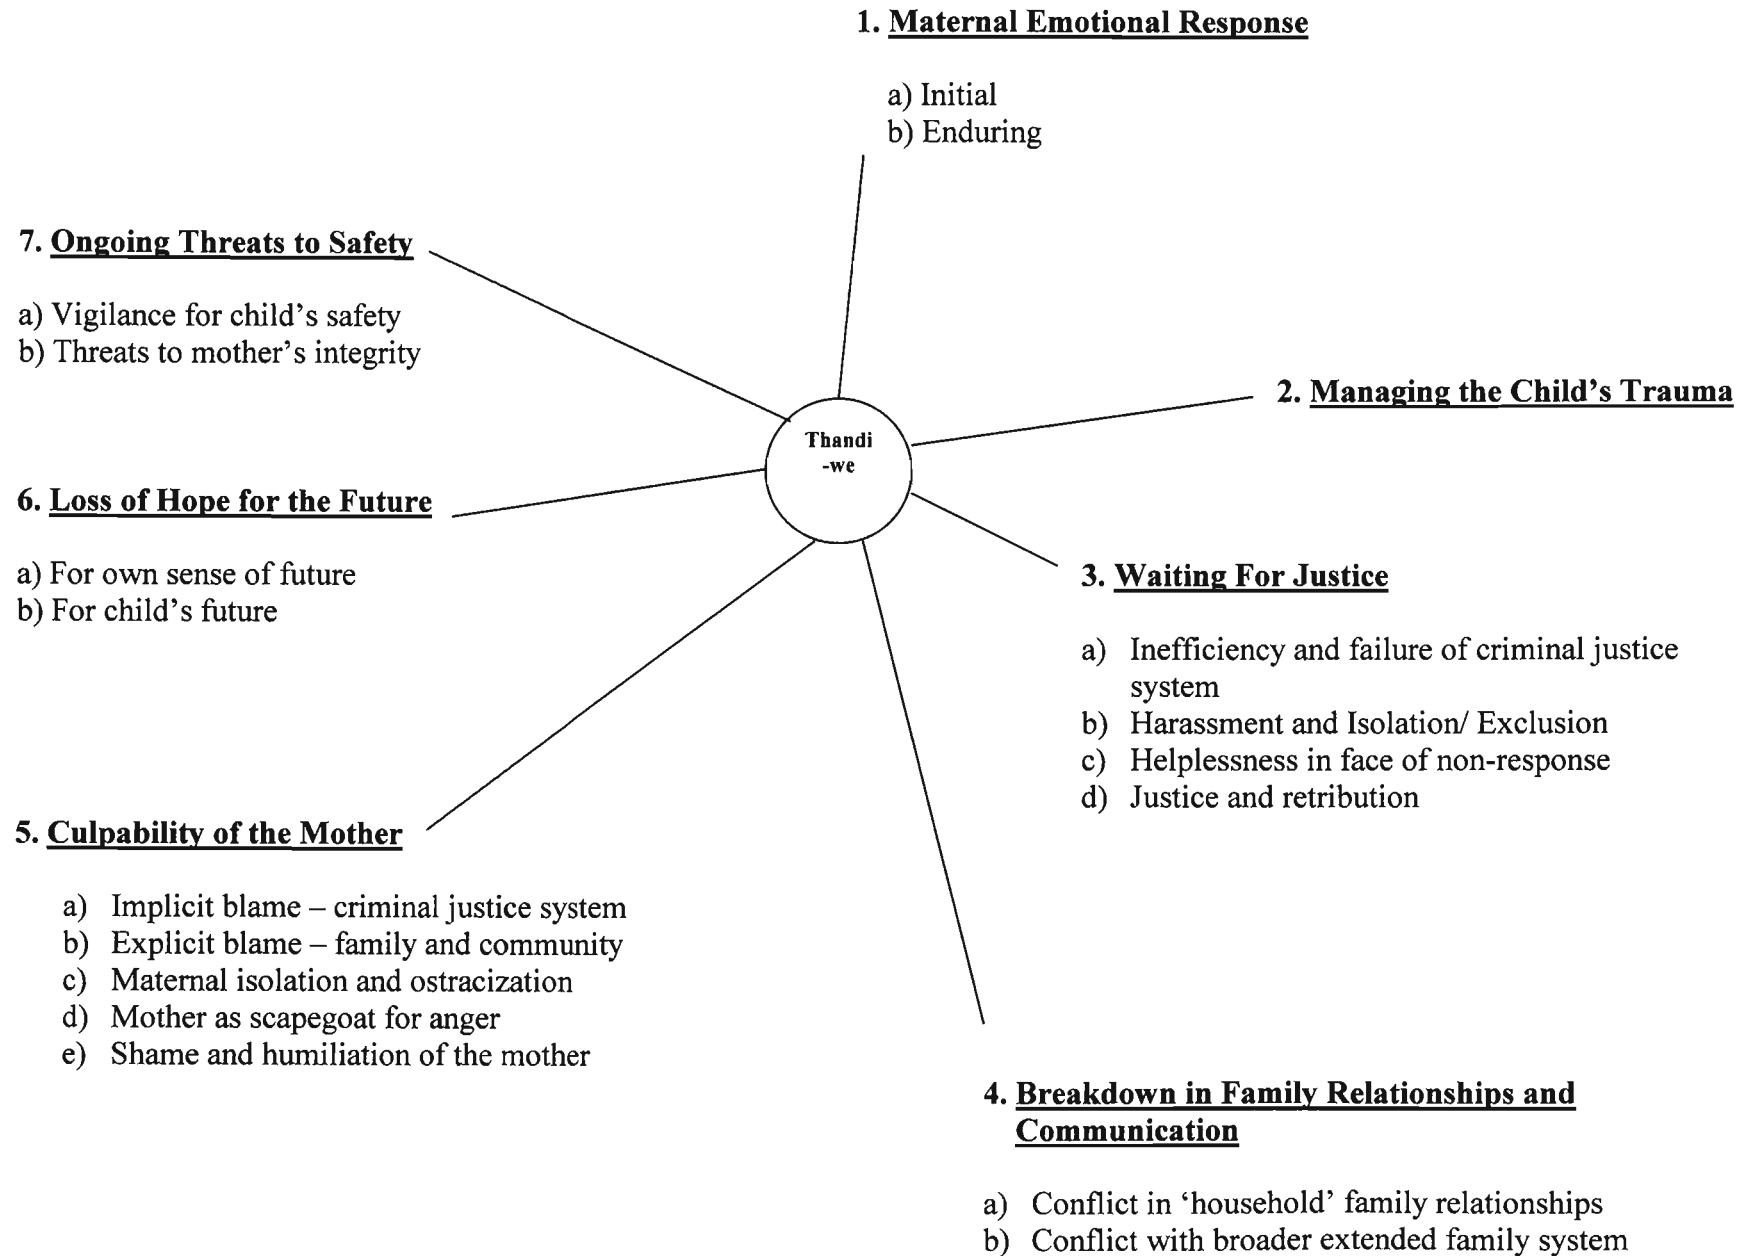 1. Maternal Emotional Response
a) Initial
b) Enduring
7. Ongoing Threats to Safety
a) Vigilance for child’s safety
b) Threats to mother’s integrity
2. Managing the Child’s Trauma
Thandi
-we
6. Loss of Hope for the Future
a) For own sense of future
b) For child’s future
3. Waiting For Justice
a) Inefficiency and failure of criminal justice
system
b) Harassment and Isolation/ Exclusion
c) Helplessness in face of non-response
d) Justice and retribution
5. Culpability of the Mother
a) Implicit blame – criminal justice system
b) Explicit blame – family and community
c) Maternal isolation and ostracization
d) Mother as scapegoat for anger
e) Shame and humiliation of the mother
4. Breakdown in Family Relationships and
Communication
a) Conflict in ‘household’ family relationships
b) Conflict with broader extended family system